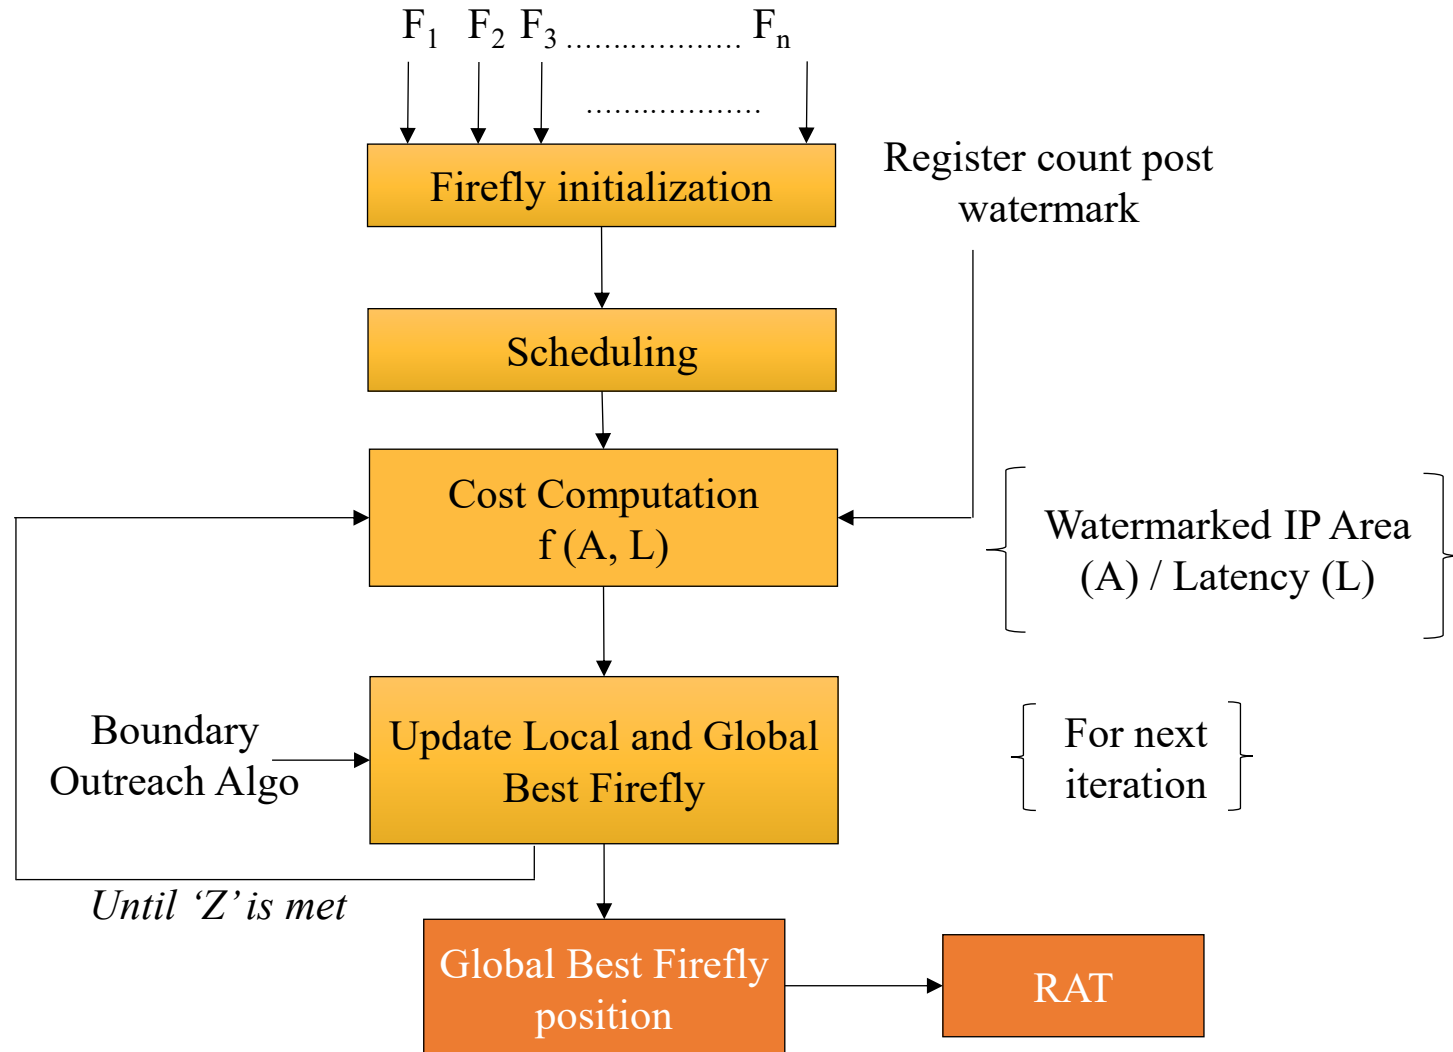 F1 F2 F3 ……..………… Fn
……..…………
Firefly initialization
Register count post
watermark
Scheduling
Cost Computation
f (A, L)
Watermarked IP Area
(A) / Latency (L)
Boundary
Outreach Algo
Update Local and Global
Best Firefly
For next
iteration
Until ‘Z’ is met
Global Best Firefly
position
RAT